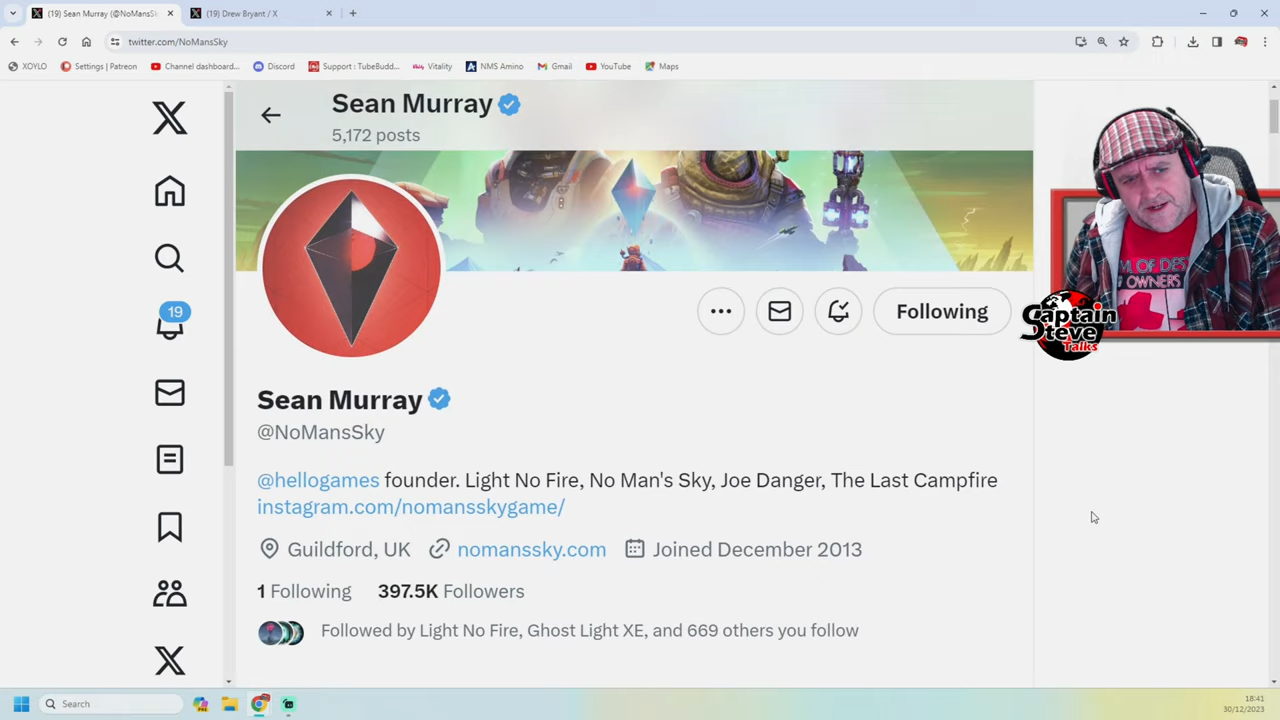 (19) Sean Murray (@NoMansSk
(19) Drew Bryant / X
twitter.com/NoMansSky
XOYLO
Settings | Patreon
Channel dashboard...
Discord
Support : TubeBudd...
Vitality
NMS Amino
Gmail
YouTube
Maps
Sean Murray
5,172 posts
Following
19
Captain
Steve
Talks
OF DES
OWNERS
Sean Murray
@NoMansSky
@hellogames founder. Light No Fire, No Man's Sky, Joe Danger, The Last Campfire
instagram.com/nomansskygame/
Guildford, UK
nomanssky.com
Joined December 2013
1 Following 397.5K Followers
Followed by Light No Fire, Ghost Light XE, and 669 others you follow
Search
18:41
30/12/2023